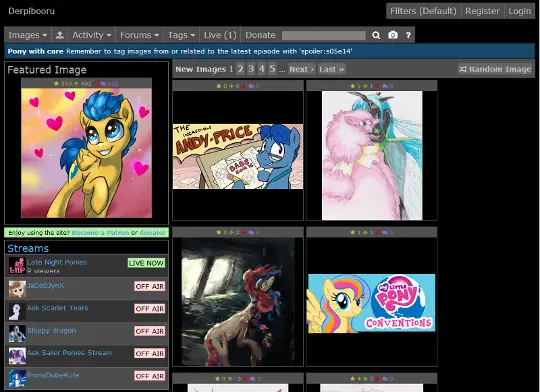 Derpibooru
Filters (Default) Register Login
Images Activity Forums Tags Live (1) Donate ?
Pony with care Remember to tag images from or related to the latest episode with 'spoiler:s05e14'
Featured Image
New Images 1 2 3 4 5 ... Next › Last »
Random Image
THE INCREDIBLE
ANDY-PRICE
MY LITTLE
Pony
CONVENTIONS
Enjoy using the site? Become a Patron or donate!
Streams
Late Night Ponies
LIVE NOW
9 viewers
JaDaDJynX
OFF AIR
Ask Scarlet Tears
OFF AIR
Sleepy dragon
OFF AIR
Ask Sailor Ponies Stream
OFF AIR
BronyDubs4Life
OFF AIR